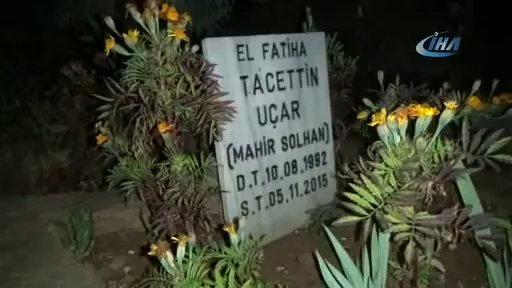 İHA
EL FATİHA
TACETTİN
UÇAR
(MAHİR SOLHAN)
D.T.10.08.1992
S.T.05.11.2015